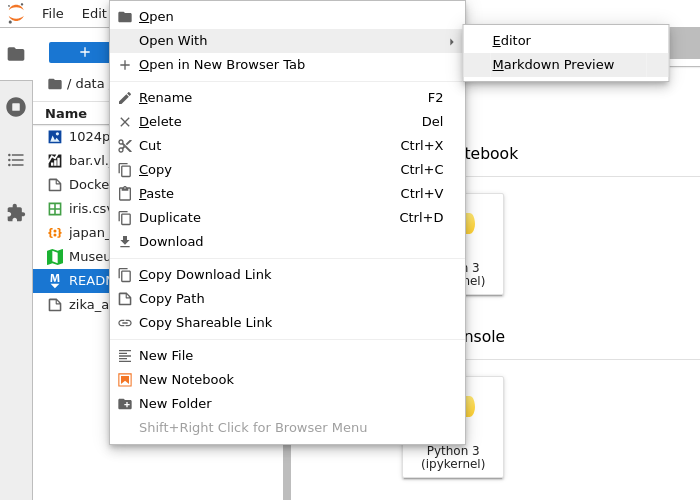 File Edit
+
/ data
Name
1024p
bar.vl.
Docke
iris.csv
japan_
Museu
READM
zika_a
Open
Open With
Open in New Browser Tab
Rename F2
Delete Del
Cut Ctrl+X
Copy Ctrl+C
Paste Ctrl+V
Duplicate Ctrl+D
Download
Copy Download Link
Copy Path
Copy Shareable Link
New File
New Notebook
New Folder
Shift+Right Click for Browser Menu
Editor
Markdown Preview
tebook
n 3
nel)
nsole
Python 3
(ipykernel)